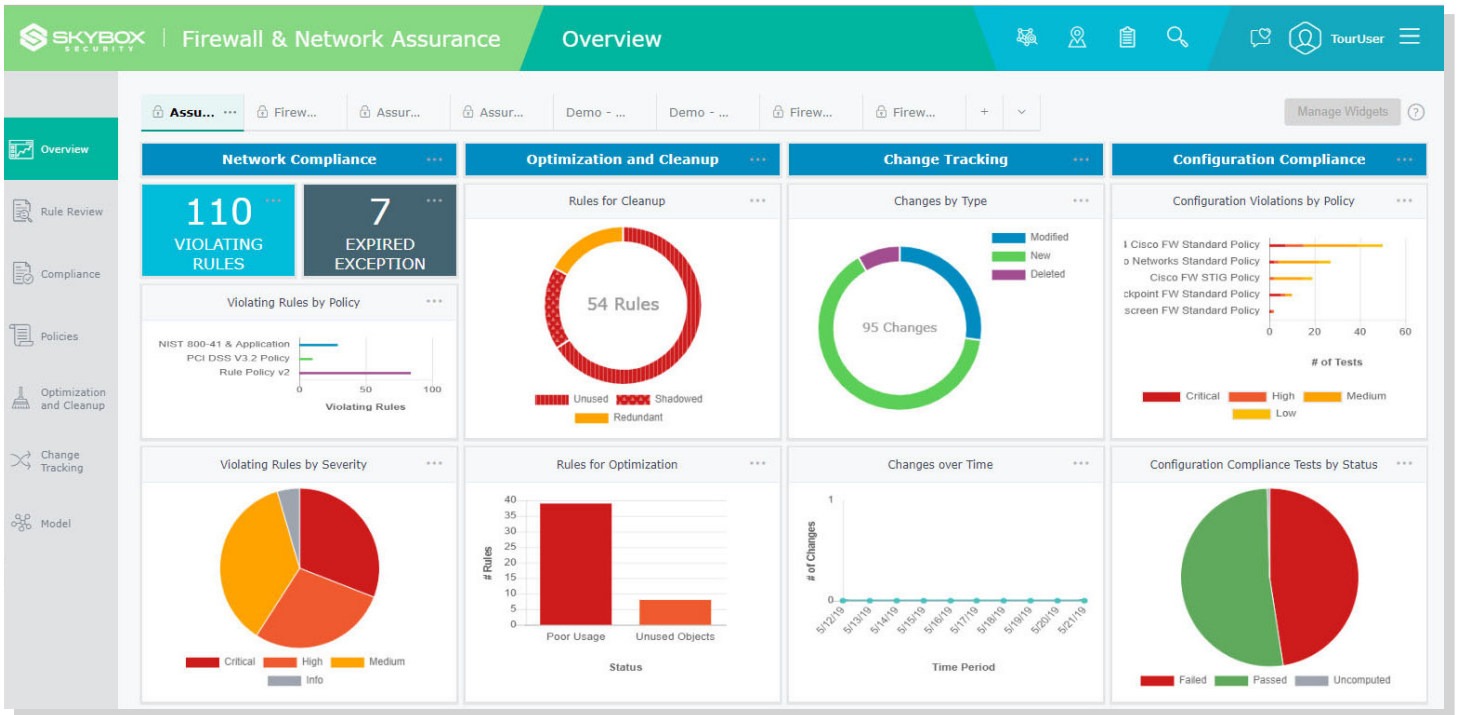 SKYBOX
SECURITY
Firewall & Network Assurance
Overview
TourUser
Assu... ...
Firew...
Assur...
Assur...
Demo - ...
Demo - ...
Firew...
Firew...
+
Manage Widgets
?
Overview
Rule Review
Compliance
Policies
Optimization
and Cleanup
Change
Tracking
Model
Network Compliance
110
VIOLATING
RULES
7
EXPIRED
EXCEPTION
Violating Rules by Policy
NIST 800-41 & Application
PCI DSS V3.2 Policy
Rule Policy v2
0 50 100
Violating Rules
Violating Rules by Severity
Critical High Medium
Info
Optimization and Cleanup
Rules for Cleanup
54 Rules
Unused Shadowed
Redundant
Rules for Optimization
40
35
30
25
20
15
10
5
0
# Rules
Poor Usage Unused Objects
Status
Change Tracking
Changes by Type
Modified
New
Deleted
95 Changes
Changes over Time
1
0
# of Changes
5/12/19 5/13/19 5/14/19 5/15/19 5/16/19 5/17/19 5/18/19 5/19/19 5/20/19 5/21/19
Time Period
Configuration Compliance
Configuration Violations by Policy
Cisco FW Standard Policy
Networks Standard Policy
Cisco FW STIG Policy
ckpoint FW Standard Policy
screen FW Standard Policy
0 20 40 60
# of Tests
Critical High Medium
Low
Configuration Compliance Tests by Status
Failed Passed Uncomputed